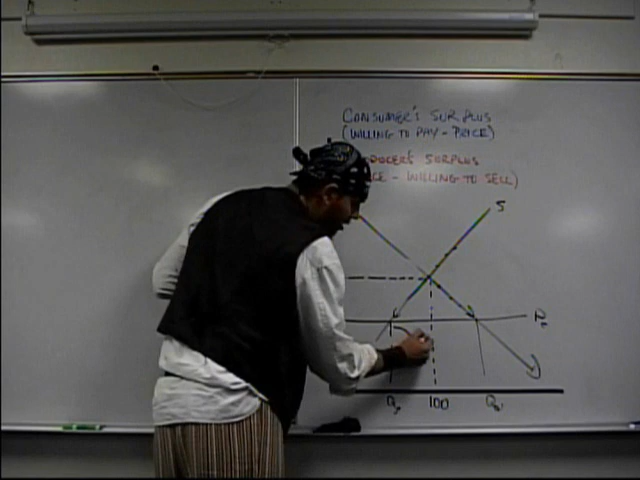 CONSUMER'S SURPLUS
(WILLING TO PAY - PRICE)
SURPLUS
- WILLING TO SELL)
S
D
100